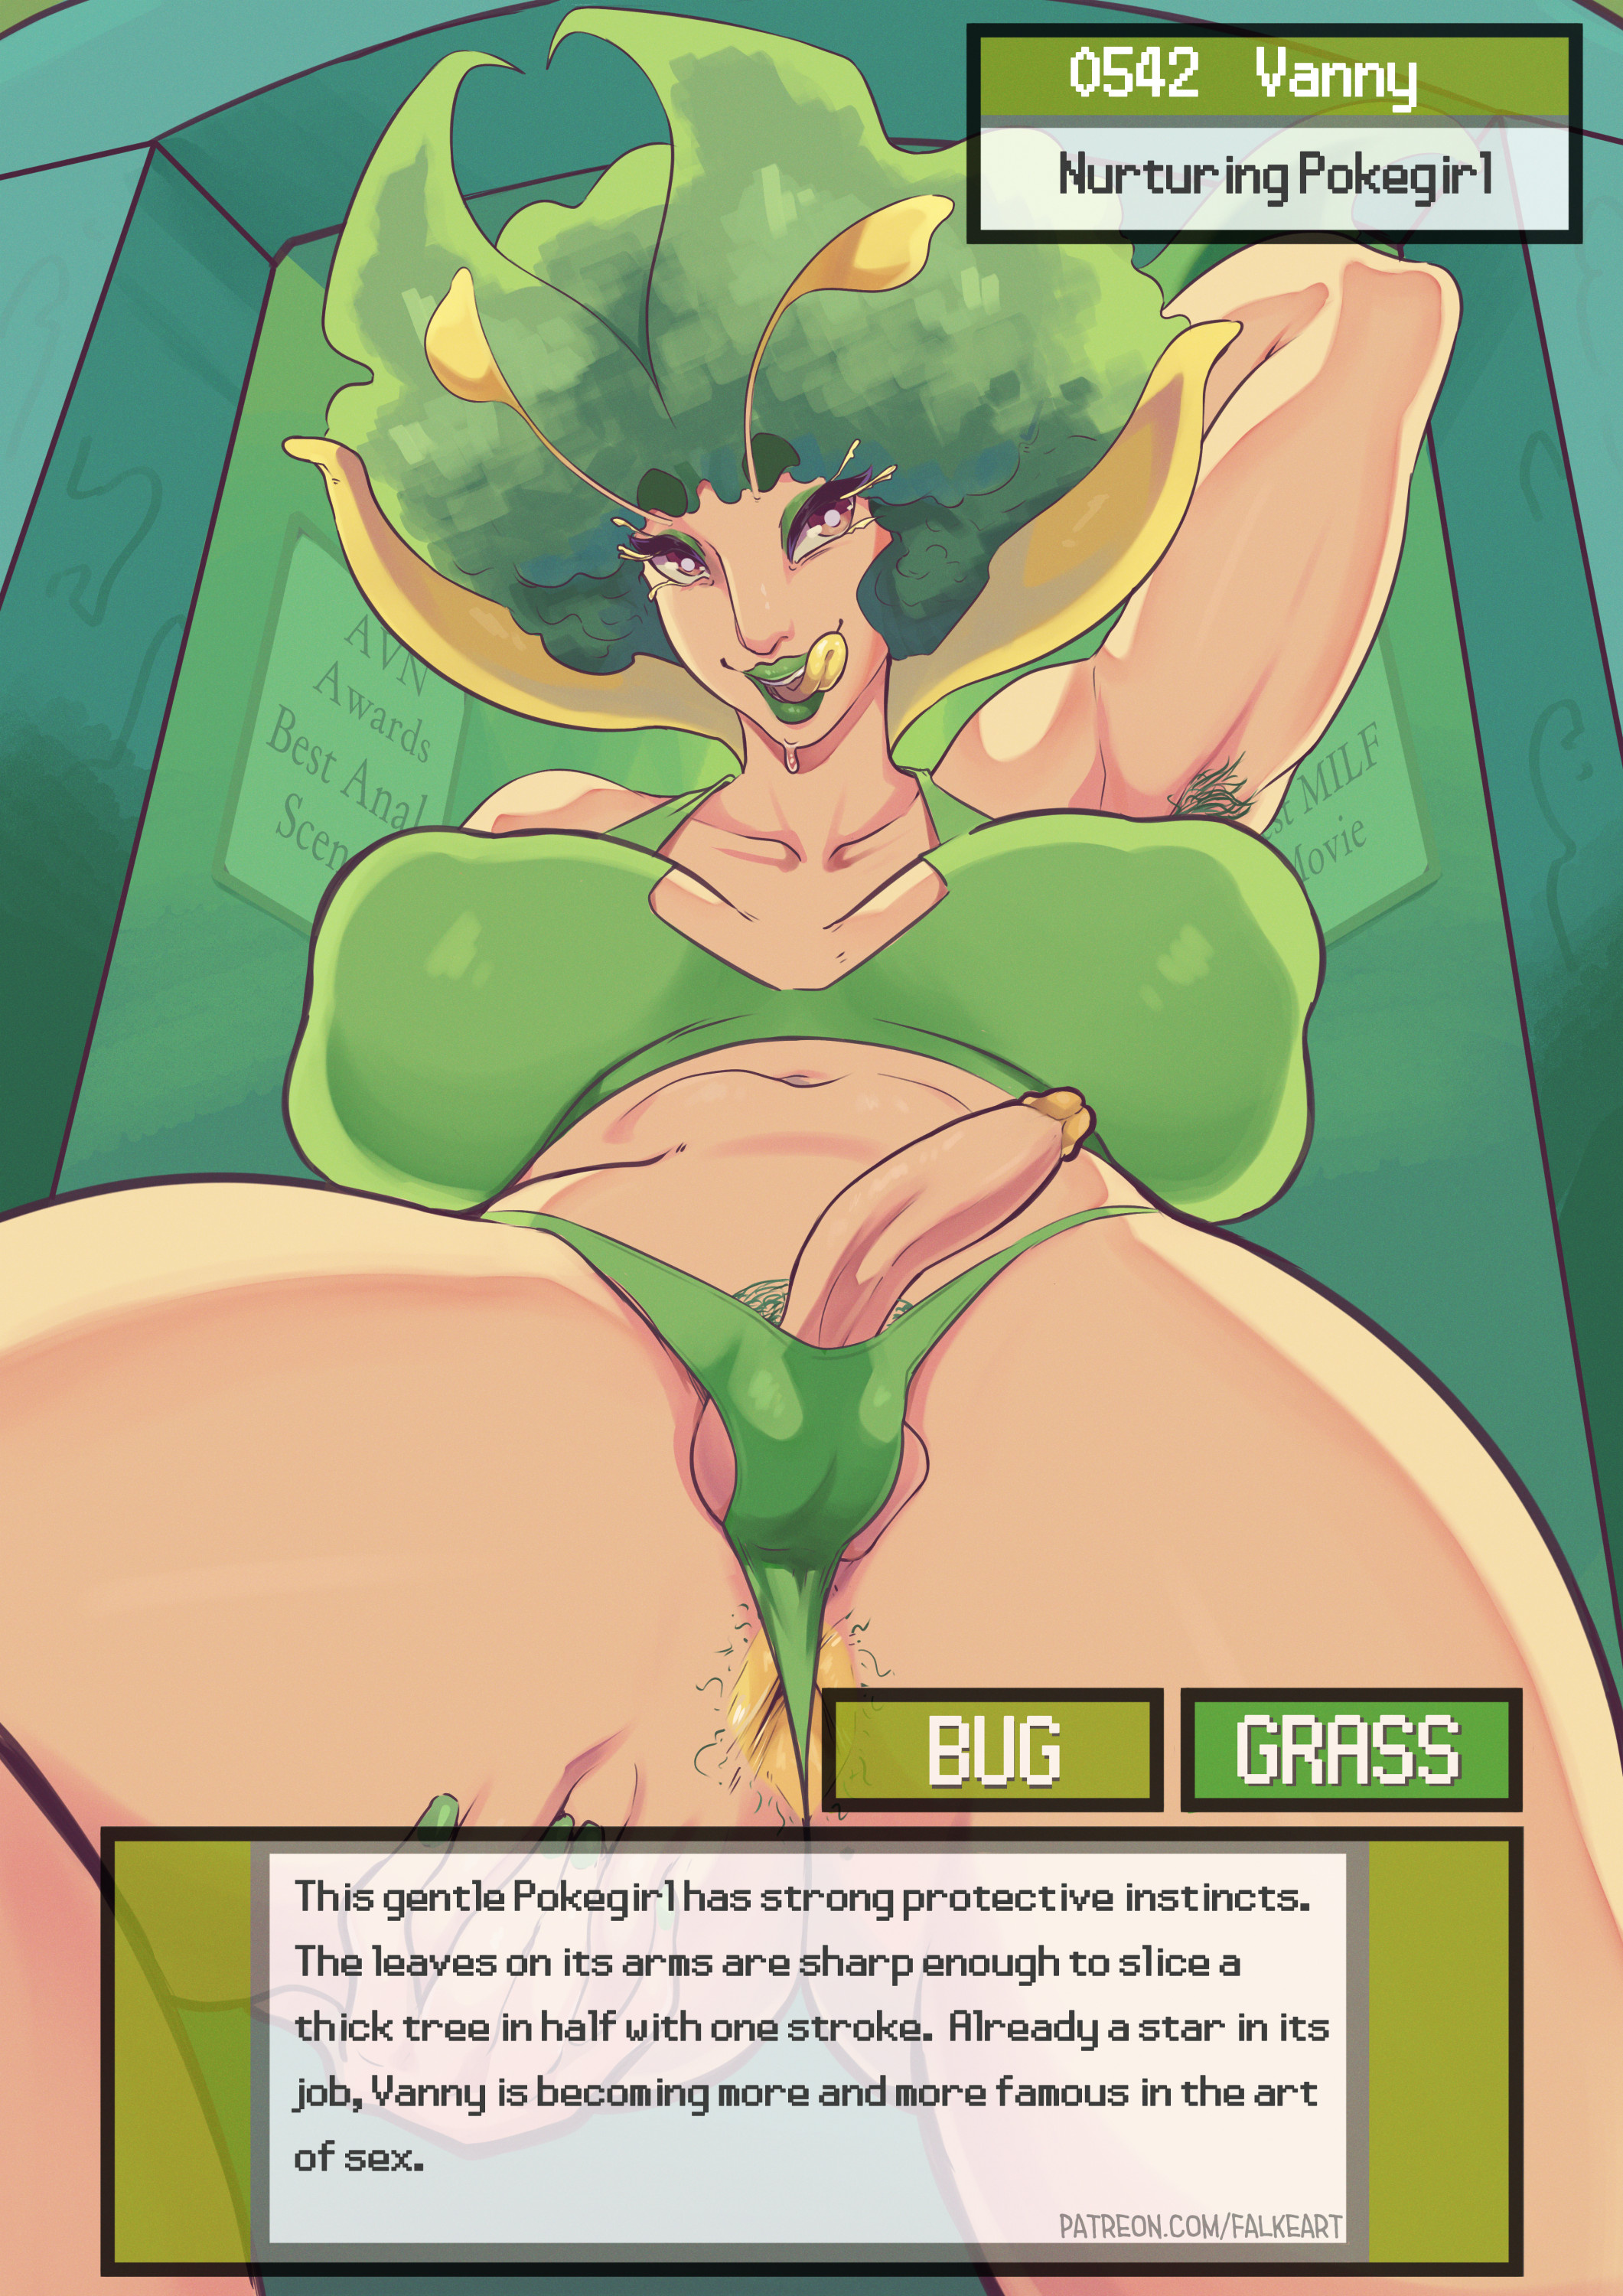 0542 Vanny
Nurturing Pokegirl
AVN
Awards
Best Anal
Scen
st MILF
Movie
BUG
GRASS
This gentle Pokegirl has strong protective instincts.
The leaves on its arms are sharp enough to slice a
thick tree in half with one stroke. Already a star in its
job, Vanny is becoming more and more famous in the art
of sex.
PATREON.COM/FALKEART